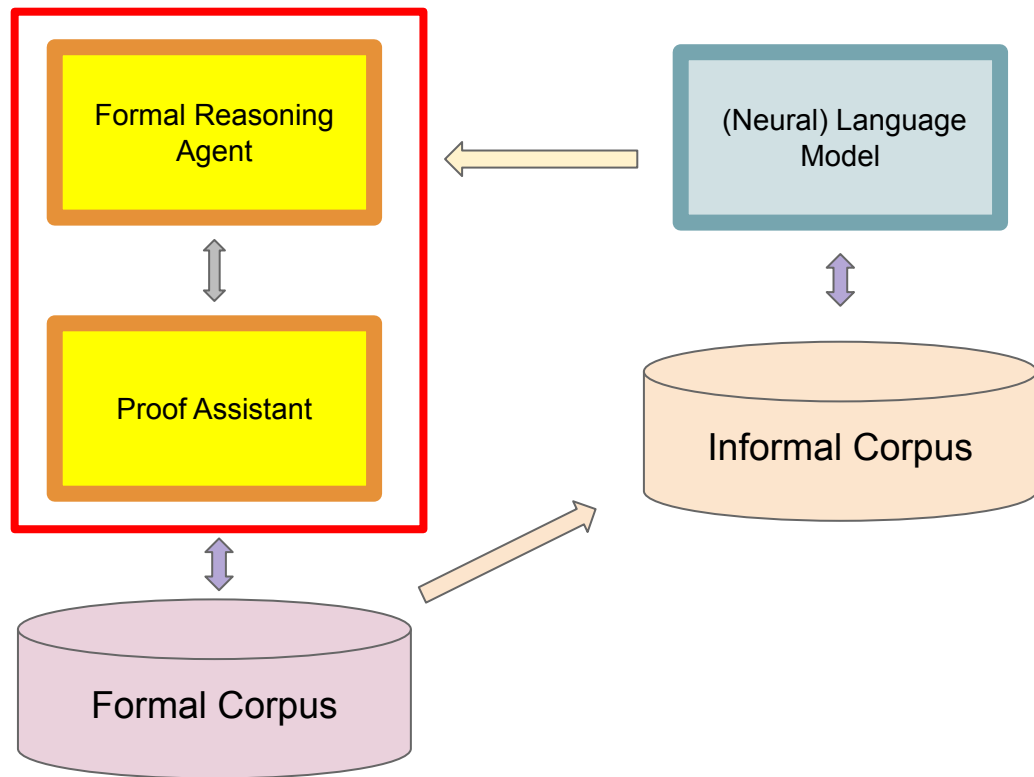 Formal Reasoning
Agent
(Neural) Language
Model
Proof Assistant
Informal Corpus
Formal Corpus